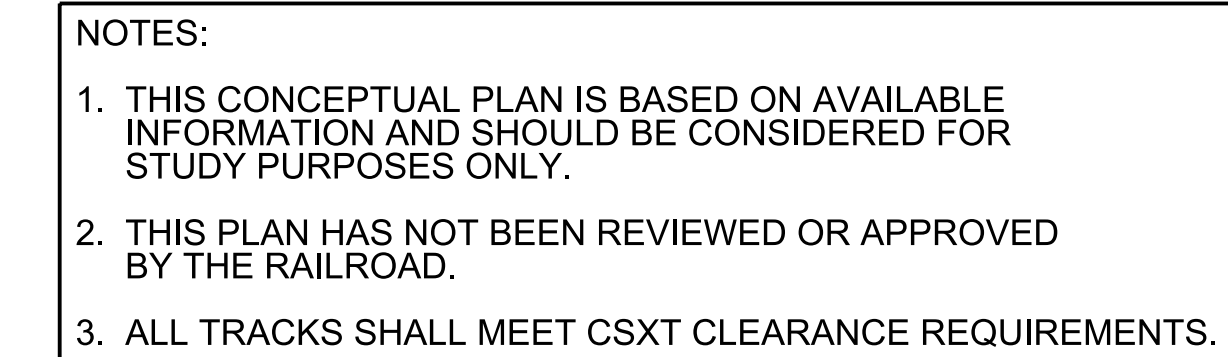 NOTES:
1. THIS CONCEPTUAL PLAN IS BASED ON AVAILABLE
INFORMATION AND SHOULD BE CONSIDERED FOR
STUDY PURPOSES ONLY.
2. THIS PLAN HAS NOT BEEN REVIEWED OR APPROVED
BY THE RAILROAD.
3. ALL TRACKS SHALL MEET CSXT CLEARANCE REQUIREMENTS.